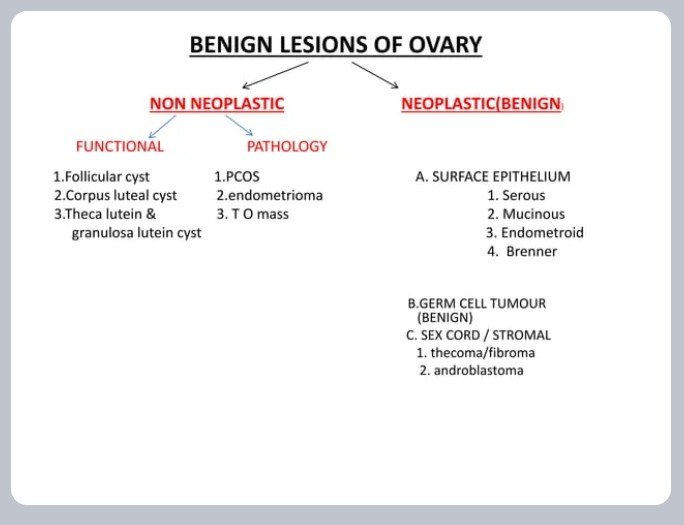 BENIGN LESIONS OF OVARY
NON NEOPLASTIC
NEOPLASTIC(BENIGN)
FUNCTIONAL
PATHOLOGY
1.Follicular cyst
2.Corpus luteal cyst
3.Theca lutein &
granulosa lutein cyst
1.PCOS
2.endometrioma
3. T O mass
A. SURFACE EPITHELIUM
1. Serous
2. Mucinous
3. Endometroid
4. Brenner
B.GERM CELL TUMOUR
(BENIGN)
C. SEX CORD / STROMAL
1. thecoma/fibroma
2. androblastoma